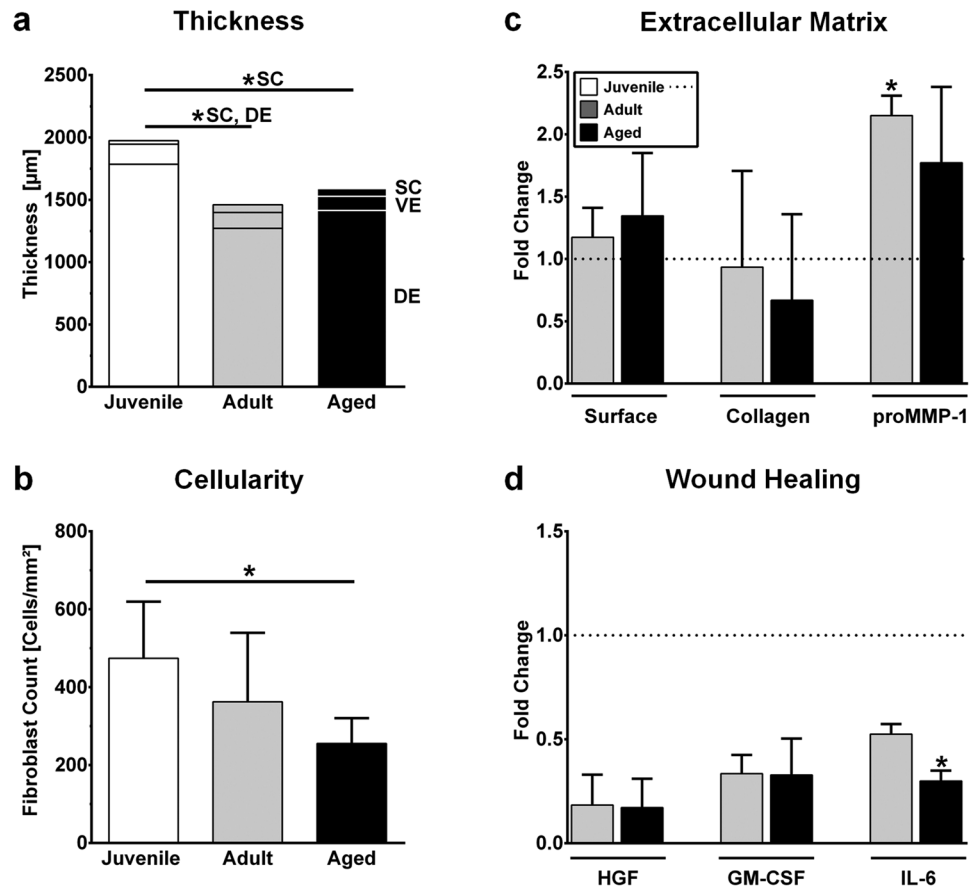 a
Thickness
Thickness [µm]
2500
2000
1500
1000
500
0
*SC
*SC, DE
SC
VE
DE
Juvenile
Adult
Aged
b
Cellularity
Fibroblast Count [Cells/mm²]
800
600
400
200
0
*
Juvenile
Adult
Aged
c
Extracellular Matrix
Fold Change
2.5
2.0
1.5
1.0
0.5
0.0
Juvenile
Adult
Aged
*
Surface
Collagen
proMMP-1
d
Wound Healing
Fold Change
1.5
1.0
0.5
0.0
*
HGF
GM-CSF
IL-6